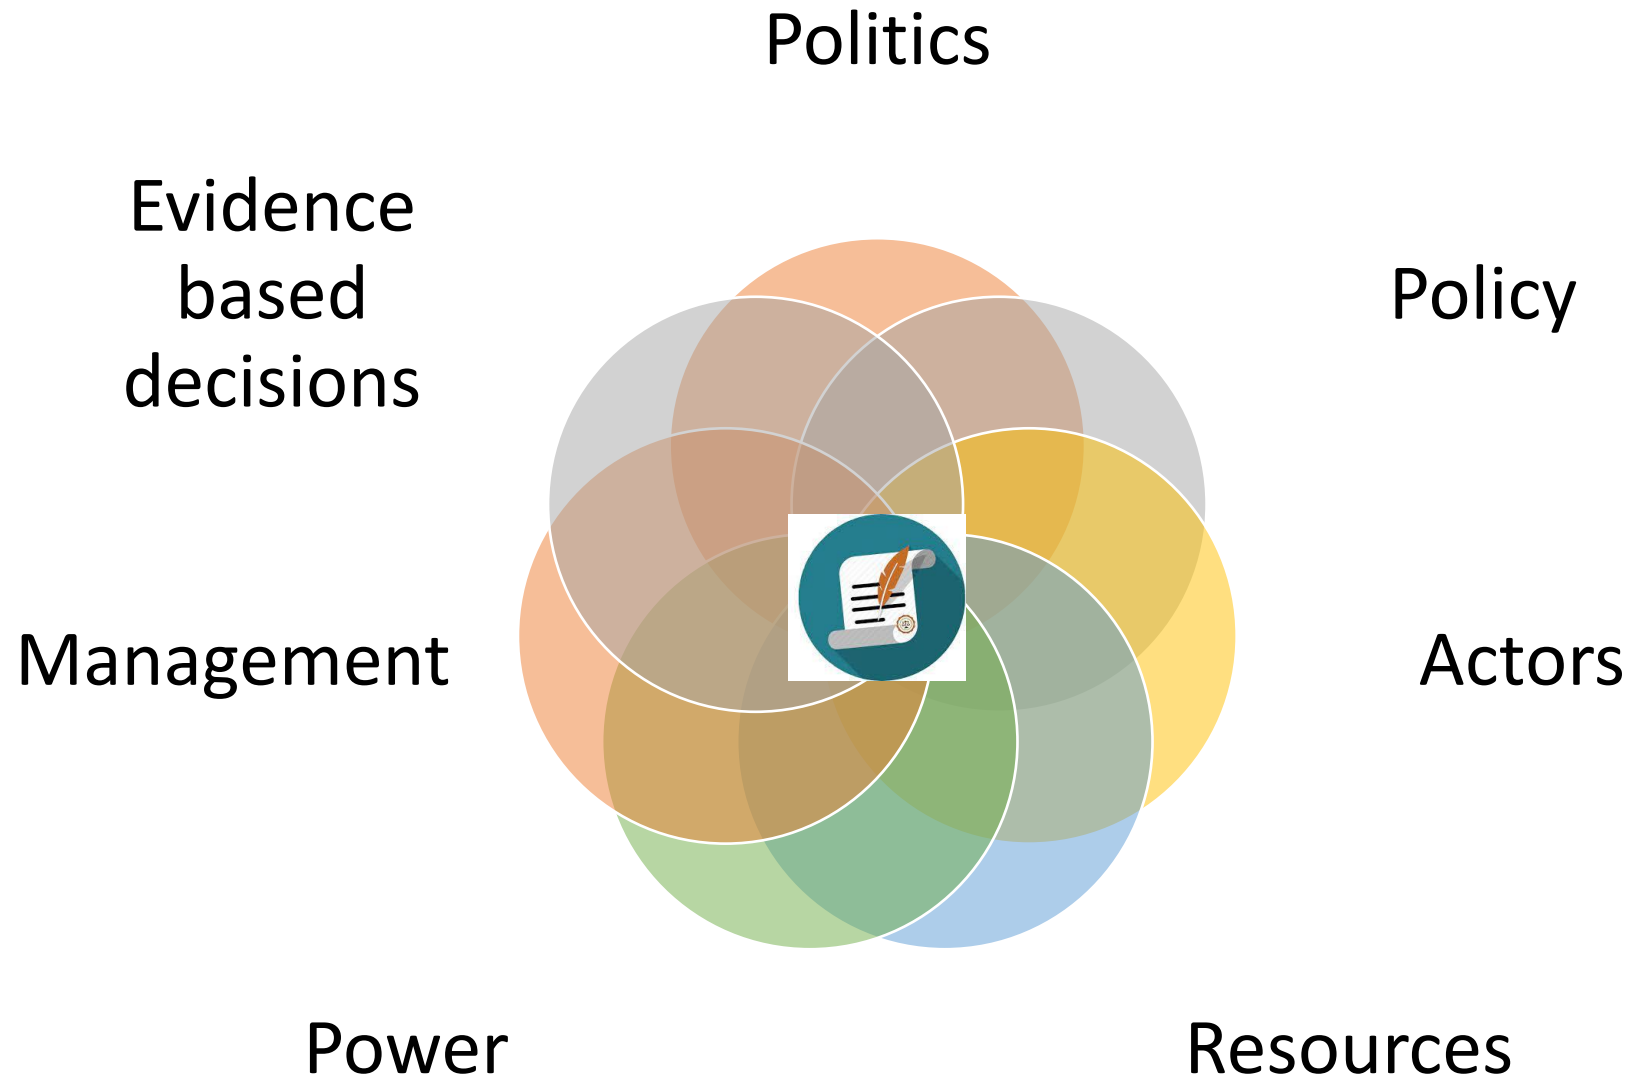 Politics
Evidence
based
decisions
Policy
Management
Actors
Power
Resources